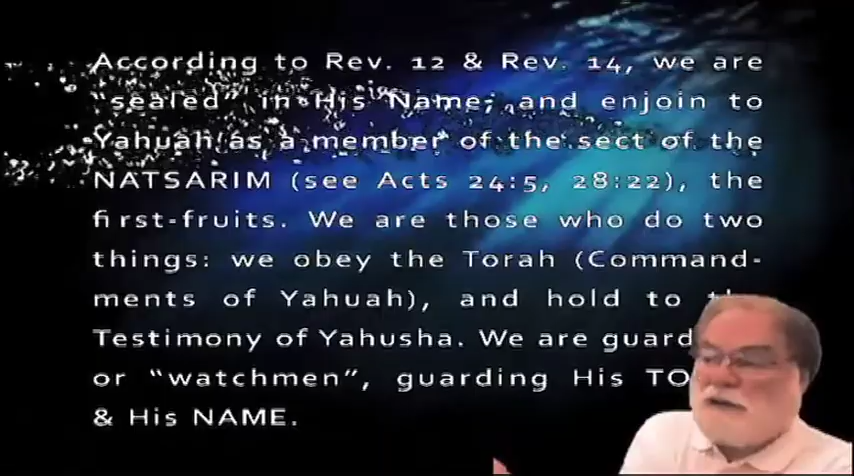 According to Rev. 12 & Rev. 14, we are
"sealed" in His Name, and enjoin to
Yahuah as a member of the sect of the
NATSARIM (see Acts 24:5, 28:22), the
first-fruits. We are those who do two
things: we obey the Torah (Command-
ments of Yahuah), and hold to
Testimony of Yahusha. We are
or "watchmen", guarding His
& His NAME.